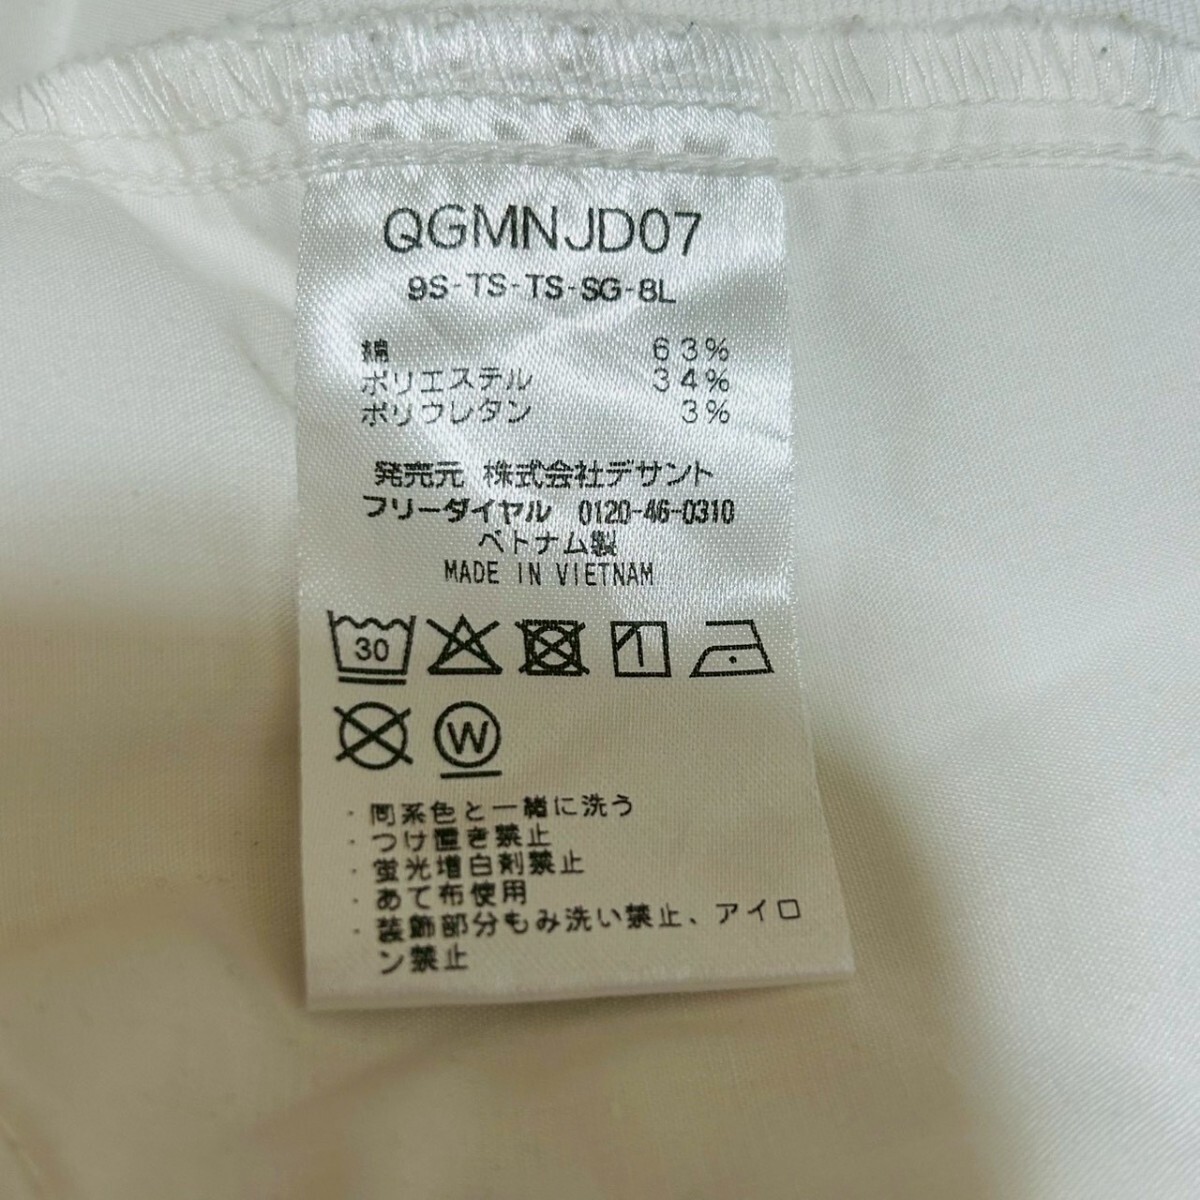 QGMNJD07
9S-TS-TS-SG-8L
綿 63%
ポリエステル 34%
ポリウレタン 3%
発売元 株式会社デサント
フリーダイヤル 0120-46-0310
ベトナム製
MADE IN VIETNAM
30
W
・同系色と一緒に洗う
・つけ置き禁止
・蛍光増白剤禁止
・あて布使用
・装飾部分もみ洗い禁止、アイロ
ン禁止